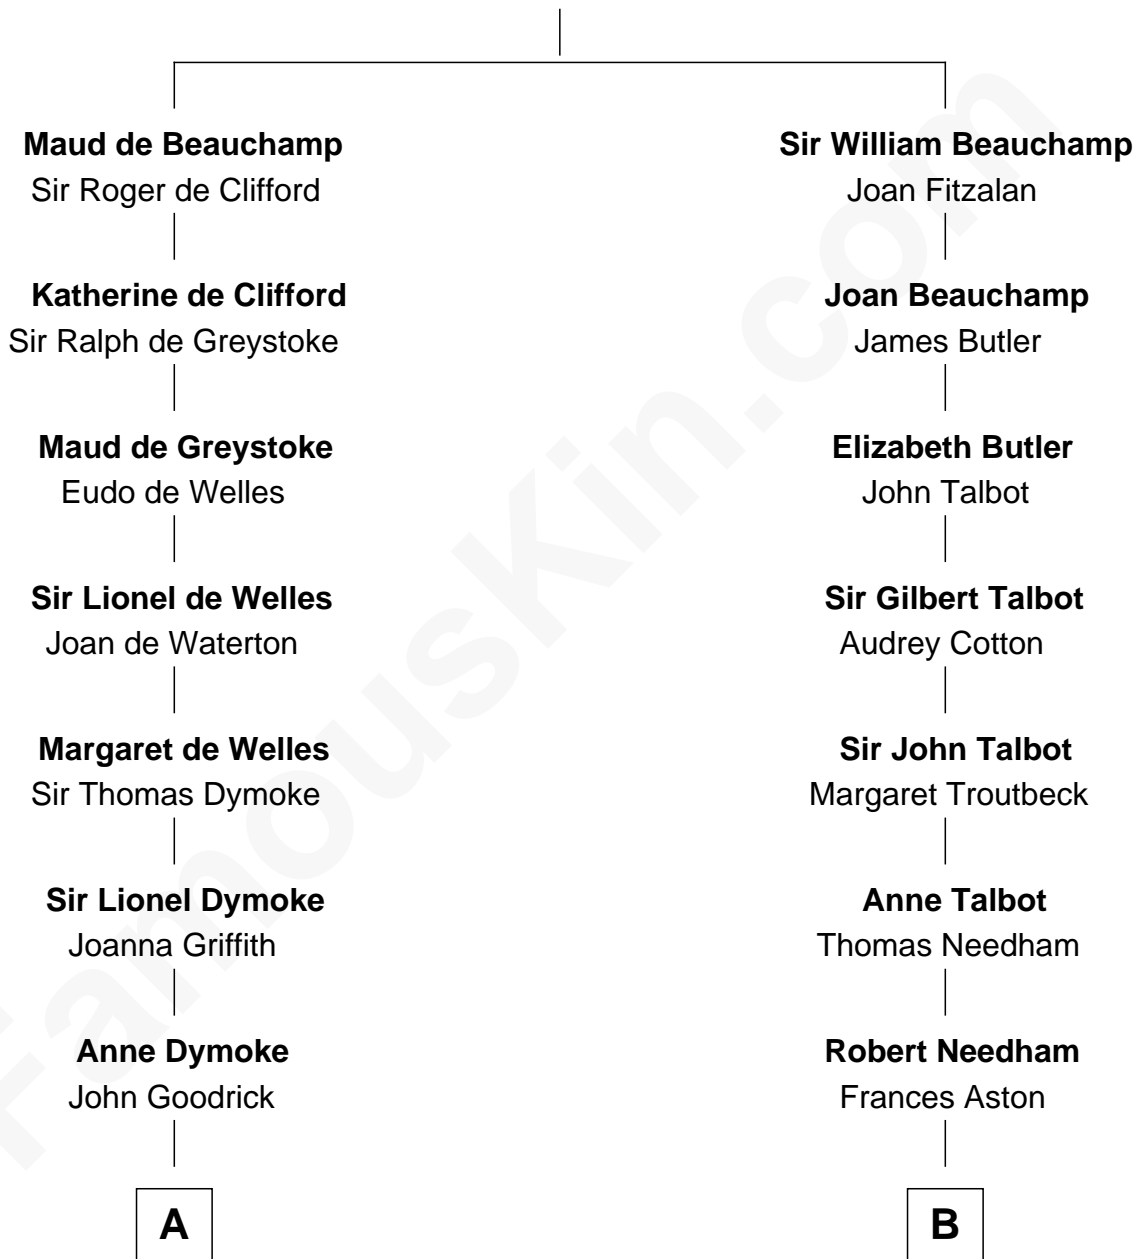 Maud de Beauchamp
Sir Roger de Clifford
Katherine de Clifford
Sir Ralph de Greystoke
Maud de Greystoke
Eudo de Welles
Sir Lionel de Welles
Joan de Waterton
Margaret de Welles
Sir Thomas Dymoke
Sir Lionel Dymoke
Joanna Griffith
Anne Dymoke
John Goodrick
A
Sir William Beauchamp
Joan Fitzalan
Joan Beauchamp
James Butler
Elizabeth Butler
John Talbot
Sir Gilbert Talbot
Audrey Cotton
Sir John Talbot
Margaret Troutbeck
Anne Talbot
Thomas Needham
Robert Needham
Frances Aston
B
FamousKin.com